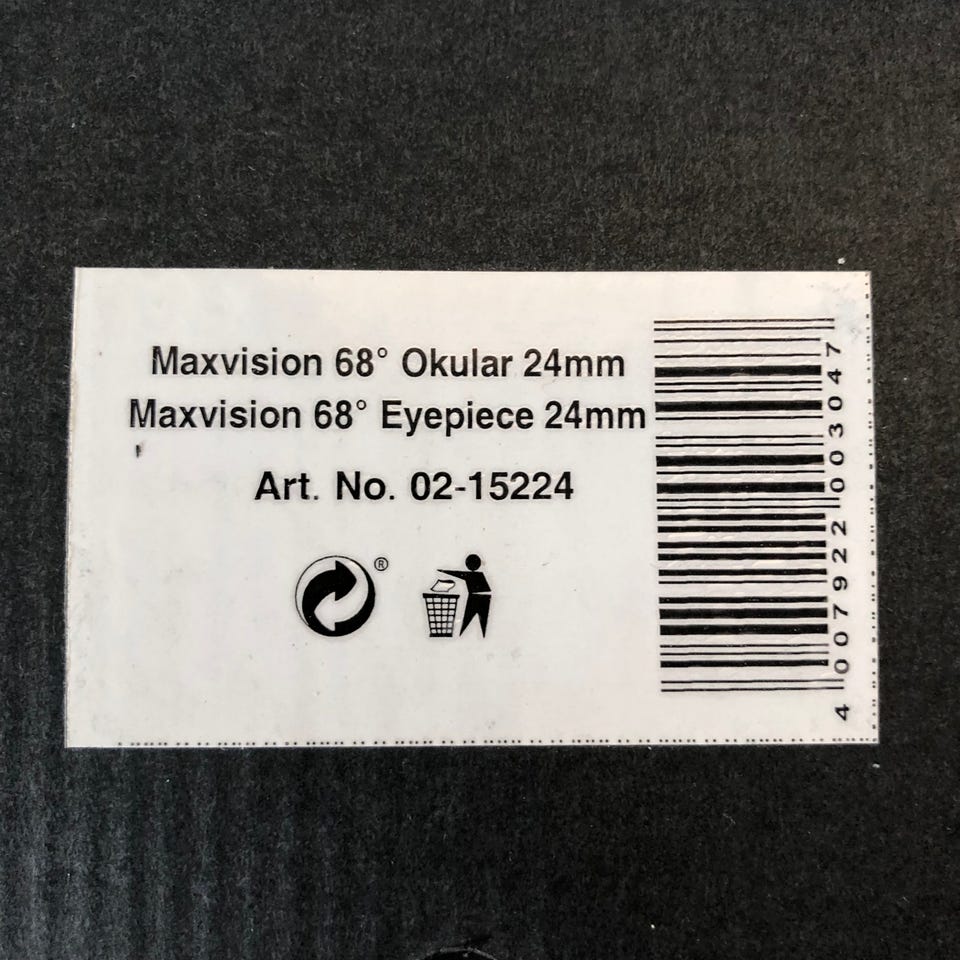 Maxvision 68° Okular 24mm
Maxvision 68° Eyepiece 24mm
Art. No. 02-15224
®
4 007922 003047